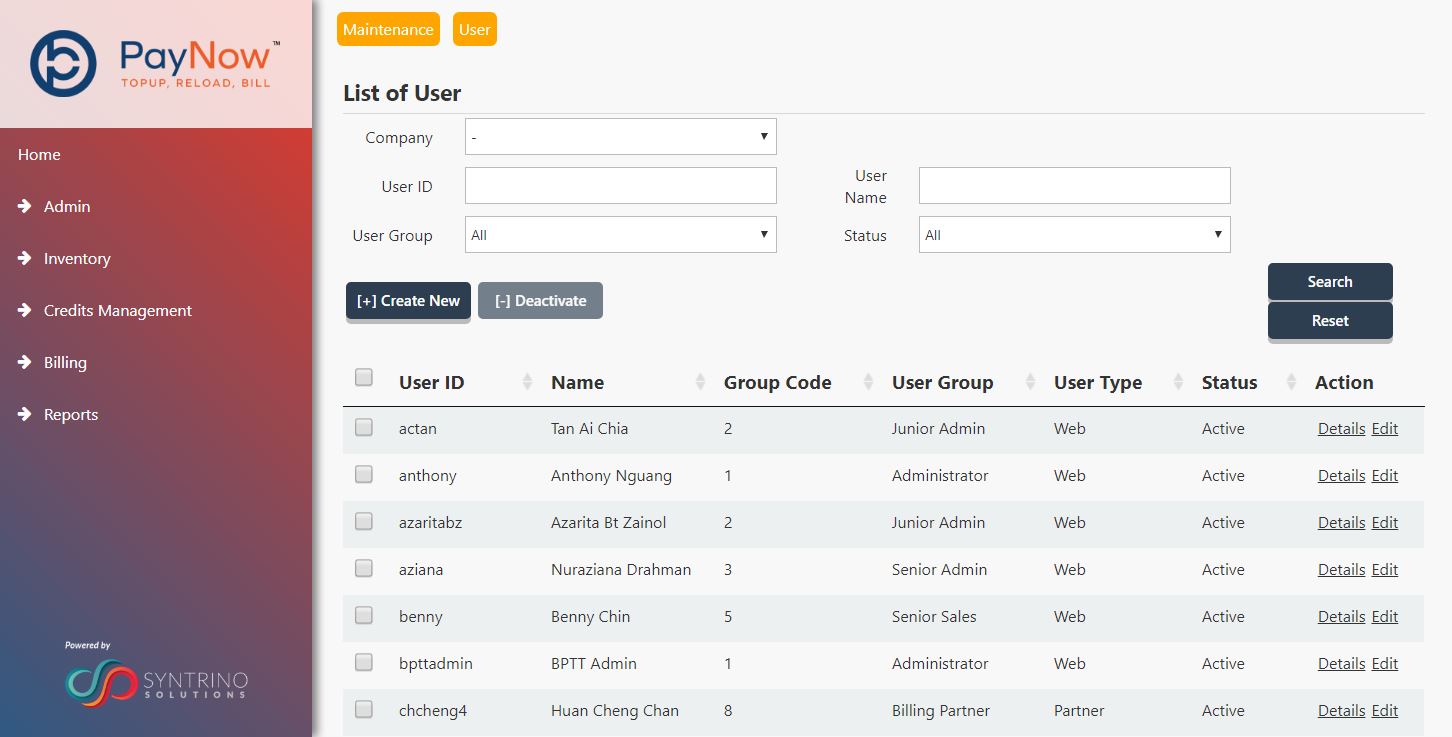 PayNow™
TOPUP, RELOAD, BILL
Home
Admin
Inventory
Credits Management
Billing
Reports
Powered by
SYNTRINO
SOLUTIONS
Maintenance User
List of User
Company -
User ID
User Name
User Group All
Status All
[+] Create New [-] Deactivate
Search
Reset
User ID Name Group Code User Group User Type Status Action
actan Tan Ai Chia 2 Junior Admin Web Active Details Edit
anthony Anthony Nguang 1 Administrator Web Active Details Edit
azaritabz Azarita Bt Zainol 2 Junior Admin Web Active Details Edit
aziana Nuraziana Drahman 3 Senior Admin Web Active Details Edit
benny Benny Chin 5 Senior Sales Web Active Details Edit
bpttadmin BPTT Admin 1 Administrator Web Active Details Edit
chcheng4 Huan Cheng Chan 8 Billing Partner Partner Active Details Edit